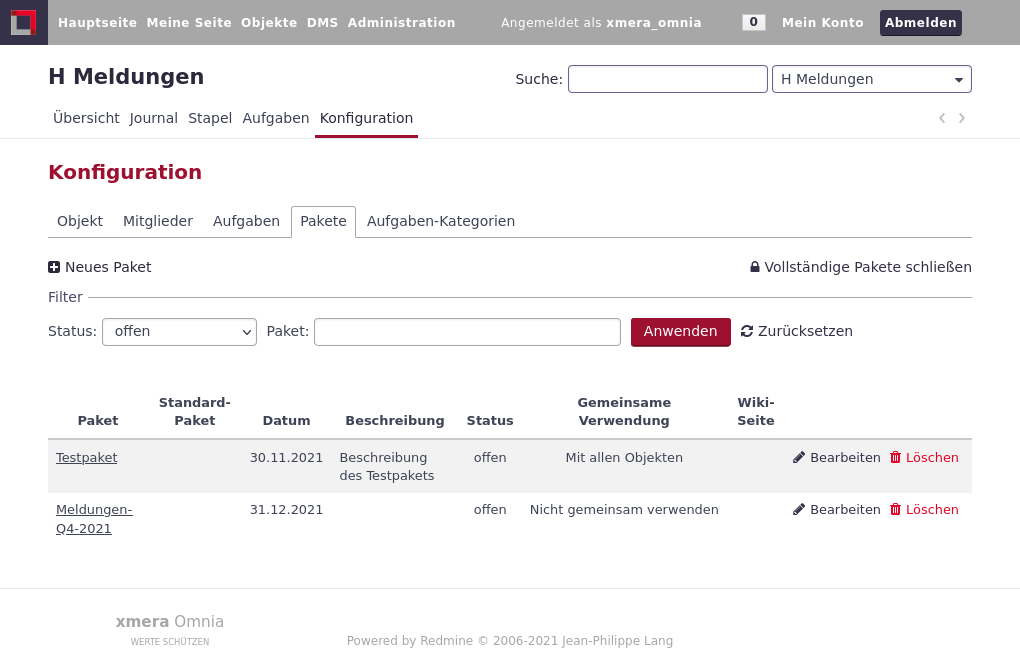 Hauptseite Meine Seite Objekte DMS Administration Angemeldet als xmera_omnia 0 Mein Konto Abmelden
H Meldungen Suche: H Meldungen
Übersicht Journal Stapel Aufgaben Konfiguration
Konfiguration
Objekt Mitglieder Aufgaben Pakete Aufgaben-Kategorien
Neues Paket Vollständige Pakete schließen
Filter
Status: offen Paket: Anwenden Zurücksetzen
Standard- Gemeinsame Wiki-
Paket Paket Datum Beschreibung Status Verwendung Seite
Testpaket 30.11.2021 Beschreibung offen Mit allen Objekten Bearbeiten Löschen
des Testpakets
Meldungen- 31.12.2021 offen Nicht gemeinsam verwenden Bearbeiten Löschen
Q4-2021
xmera Omnia
WERTE SCHÜTZEN Powered by Redmine © 2006-2021 Jean-Philippe Lang